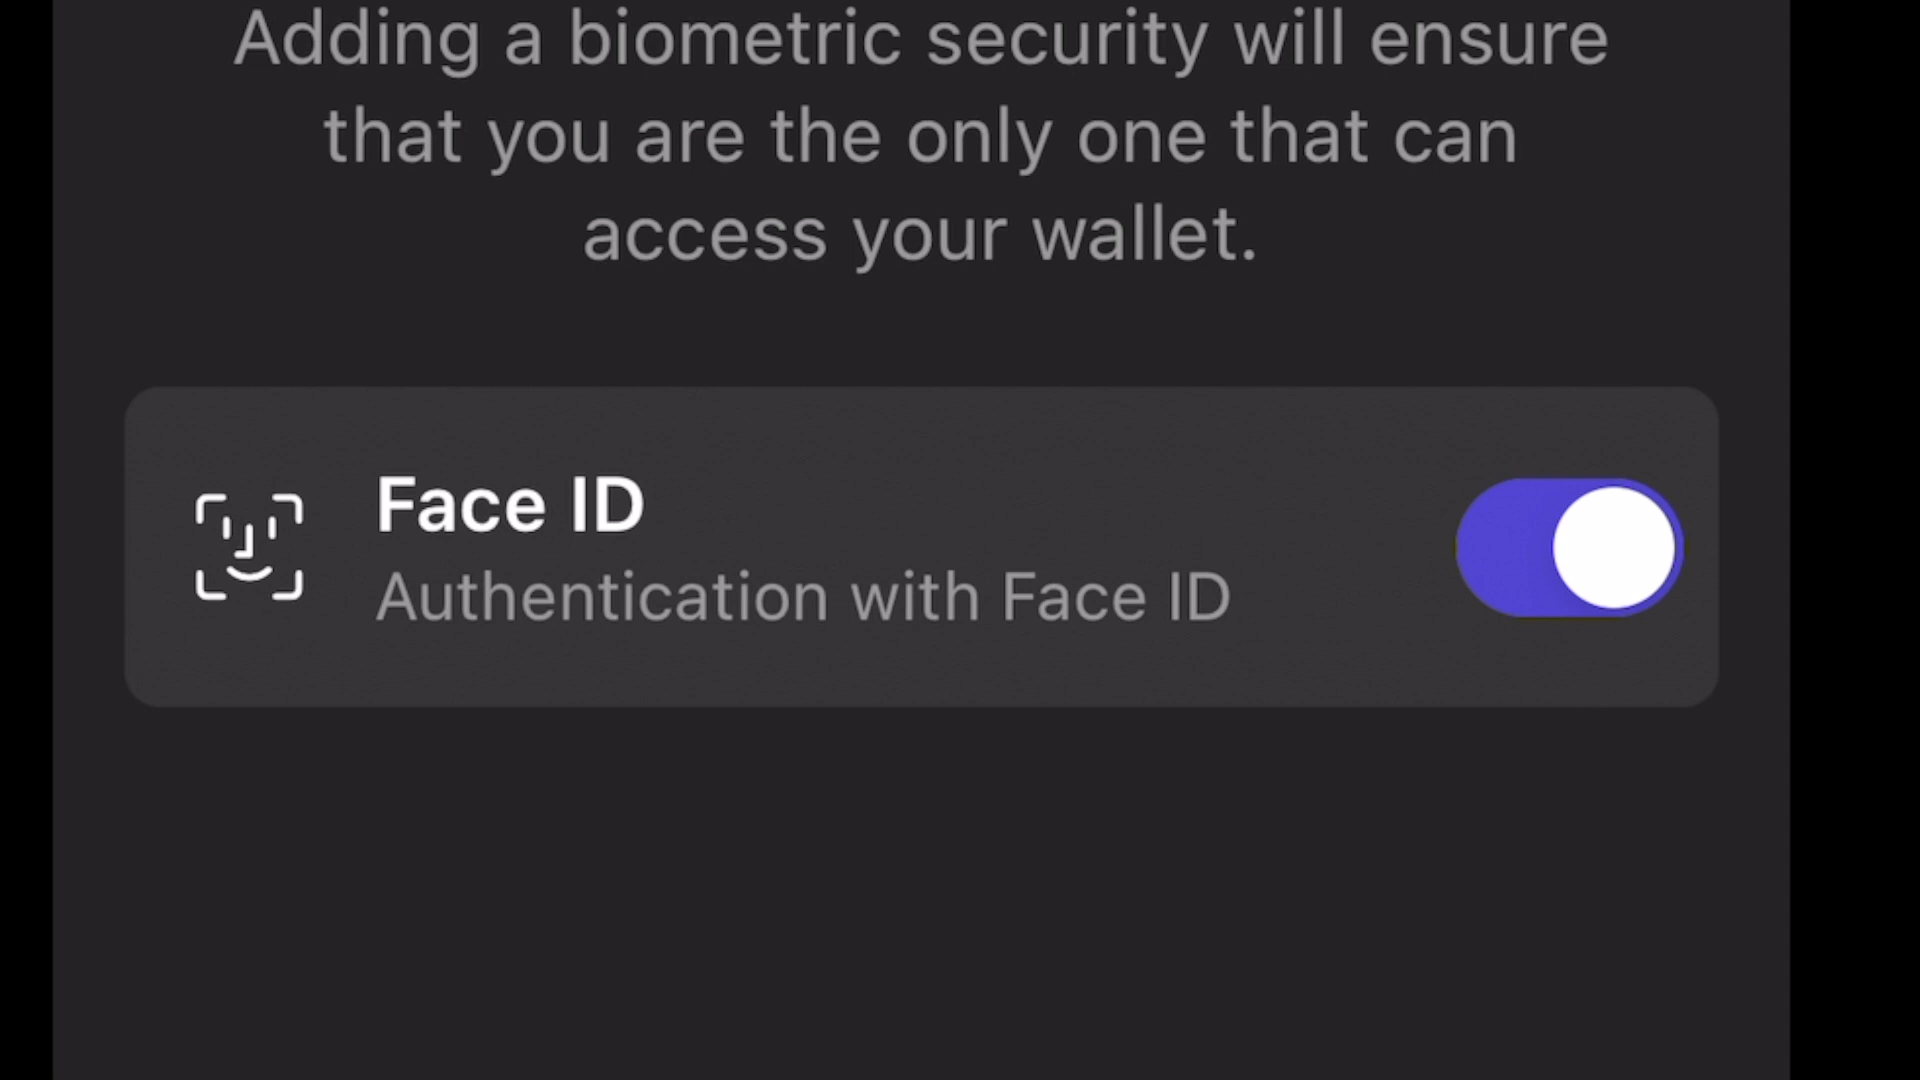 Adding a biometric security will ensure
that you are the only one that can
access your wallet.
Face ID
Authentication with Face ID